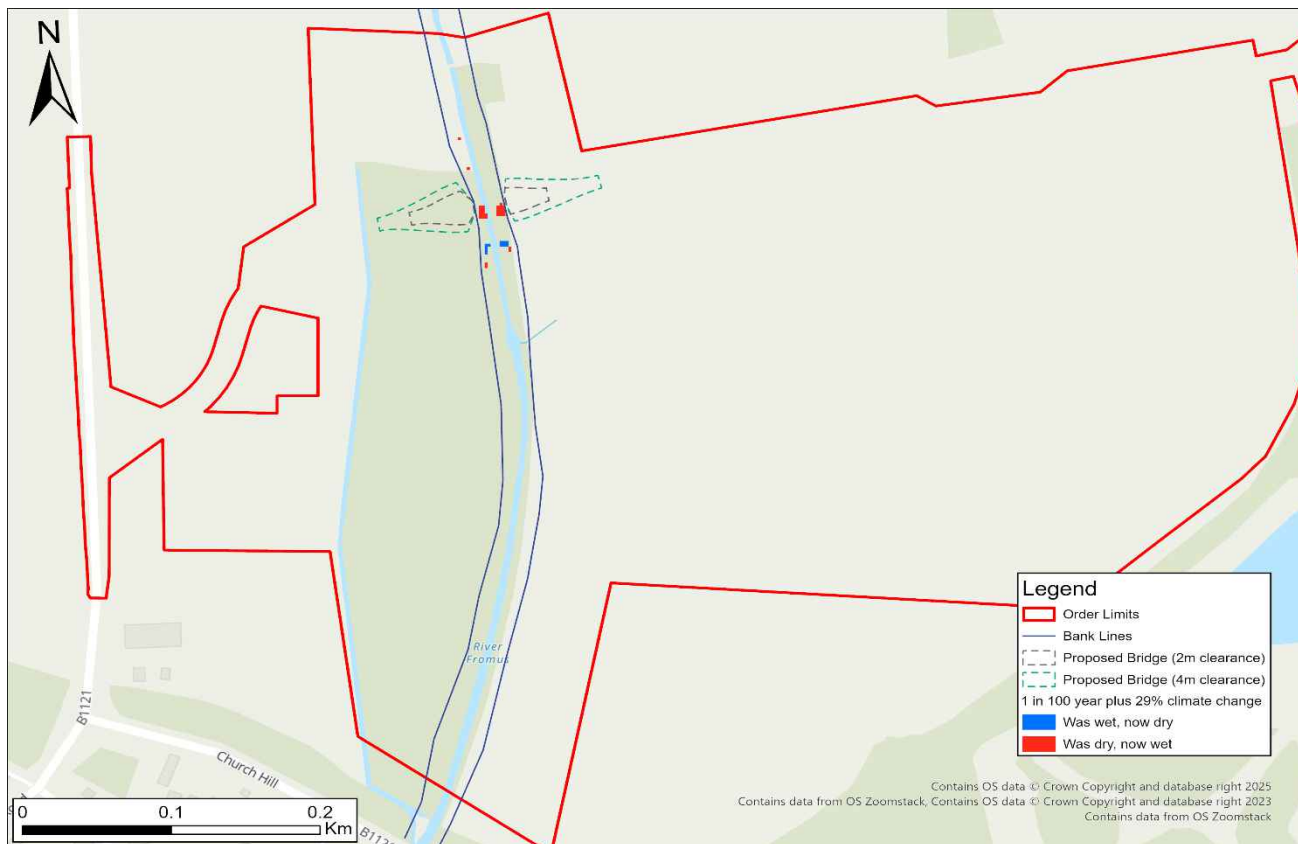 N
River
Fromus
B1121
Church Hill
0
0.1
0.2
Km
Legend
Order Limits
Bank Lines
Proposed Bridge (2m clearance)
Proposed Bridge (4m clearance)
1 in 100 year plus 29% climate change
Was wet, now dry
Was dry, now wet
Contains OS data © Crown Copyright and database right 2025
Contains data from OS Zoomstack, Contains OS data © Crown Copyright and database right 2023
Contains data from OS Zoomstack